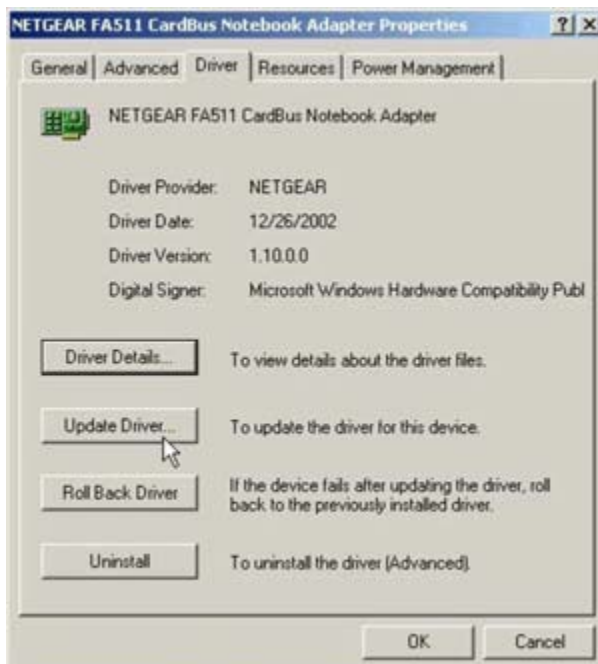 NETGEAR FA511 CardBus Notebook Adapter Properties
General Advanced Driver Resources Power Management
NETGEAR FA511 CardBus Notebook Adapter
Driver Provider: NETGEAR
Driver Date: 12/26/2002
Driver Version: 1.10.0.0
Digital Signer: Microsoft Windows Hardware Compatibility Publ
Driver Details... To view details about the driver files.
Update Driver... To update the driver for this device.
Roll Back Driver If the device fails after updating the driver, roll
back to the previously installed driver.
Uninstall To uninstall the driver (Advanced).
OK Cancel